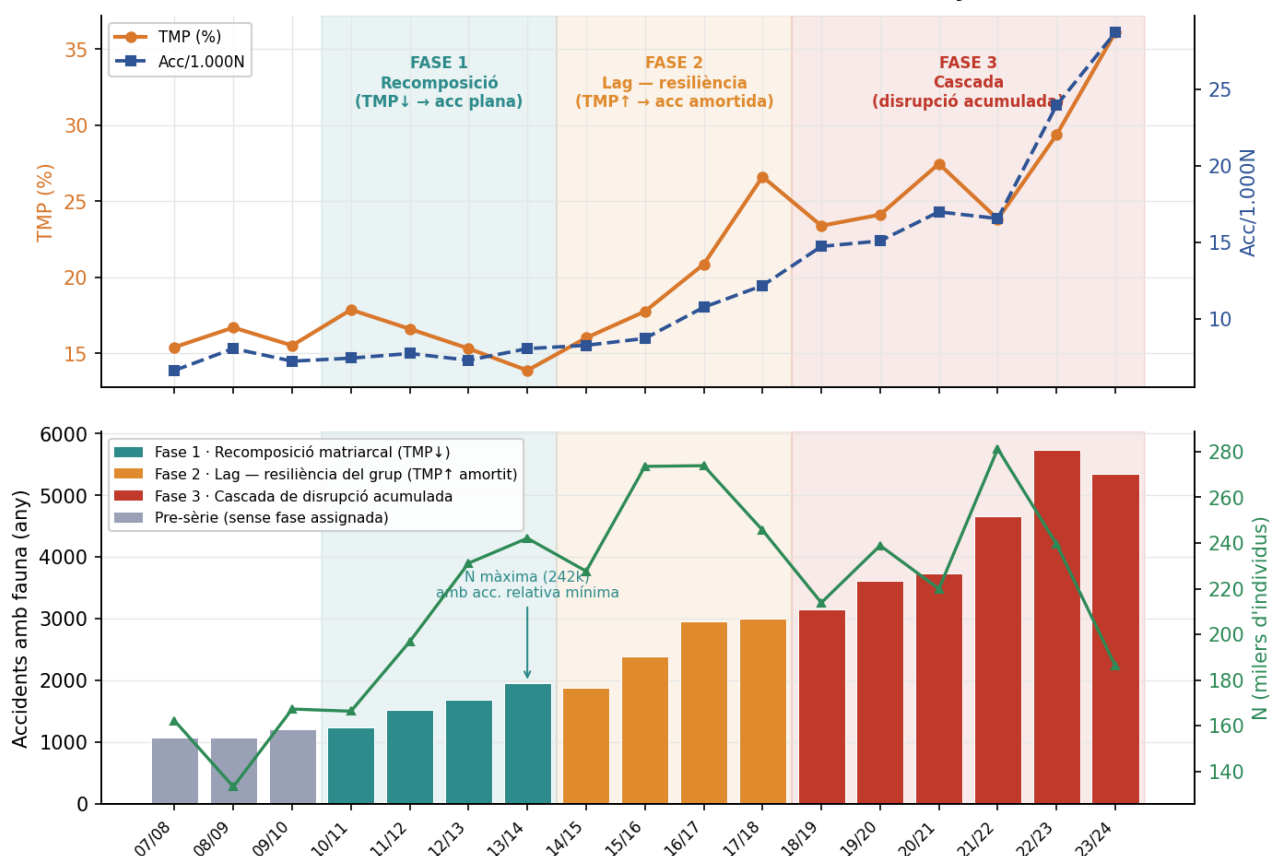 TMP (%)
Acc/1.000N
FASE 1
Recomposició
(TMP↓ → acc plana)
FASE 2
Lag — resiliència
(TMP↑ → acc amortida)
FASE 3
Cascada
(disrupció acumulada)
35
30
25
20
15
TMP (%)
25
20
15
10
Acc/1.000N
Fase 1 · Recomposició matriarcal (TMP↓)
Fase 2 · Lag — resiliència del grup (TMP↑ amortit)
Fase 3 · Cascada de disrupció acumulada
Pre-sèrie (sense fase assignada)
N màxima (242k)
amb acc. relativa mínima
6000
5000
4000
3000
2000
1000
0
Accidents amb fauna (any)
280
260
240
220
200
180
160
140
N (milers d'individus)
07/08
08/09
09/10
10/11
11/12
12/13
13/14
14/15
15/16
16/17
17/18
18/19
19/20
20/21
21/22
22/23
23/24